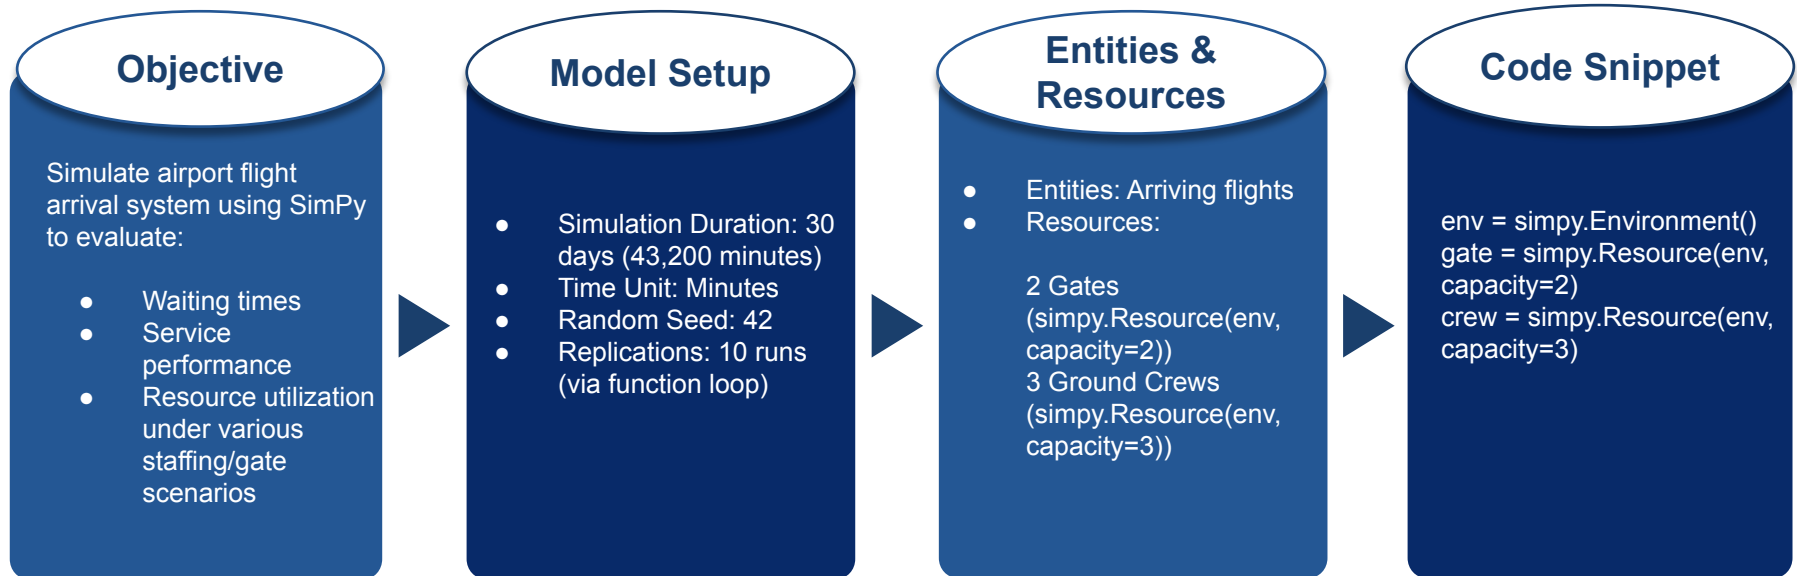 Objective
Simulate airport flight
arrival system using SimPy
to evaluate:
● Waiting times
● Service
performance
● Resource utilization
under various
staffing/gate
scenarios
Model Setup
● Simulation Duration: 30
days (43,200 minutes)
● Time Unit: Minutes
● Random Seed: 42
● Replications: 10 runs
(via function loop)
Entities &
Resources
● Entities: Arriving flights
● Resources:
2 Gates
(simpy.Resource(env,
capacity=2))
3 Ground Crews
(simpy.Resource(env,
capacity=3))
Code Snippet
env = simpy.Environment()
gate = simpy.Resource(env,
capacity=2)
crew = simpy.Resource(env,
capacity=3)